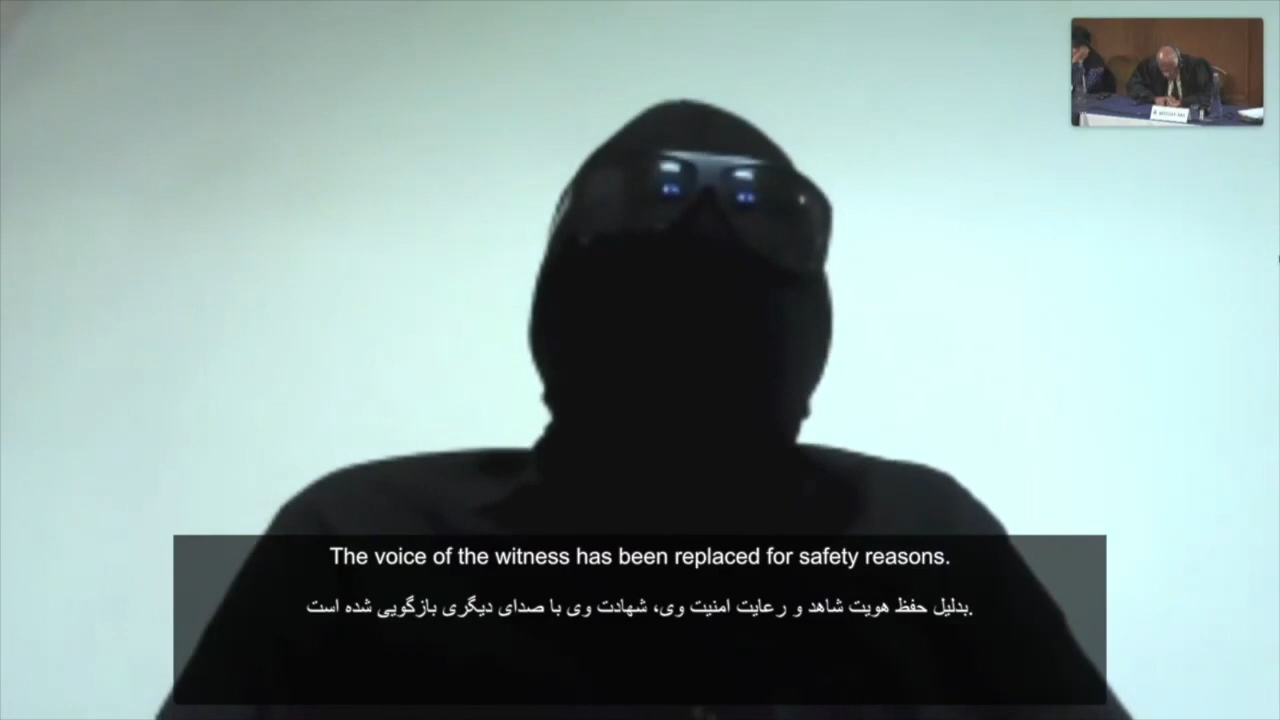 The voice of the witness has been replaced for safety reasons.
بدلیل حفظ هویت شاهد و رعایت امنیت وی، شهادت وی با صدای دیگری بازگویی شده است.